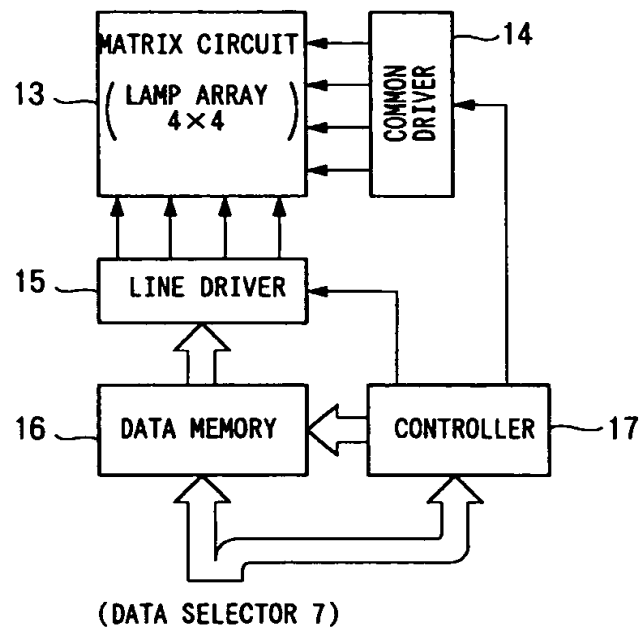 MATRIX CIRCUIT
(LAMP ARRAY
4×4)
13
COMMON
DRIVER
14
LINE DRIVER
15
DATA MEMORY
16
CONTROLLER
17
(DATA SELECTOR 7)